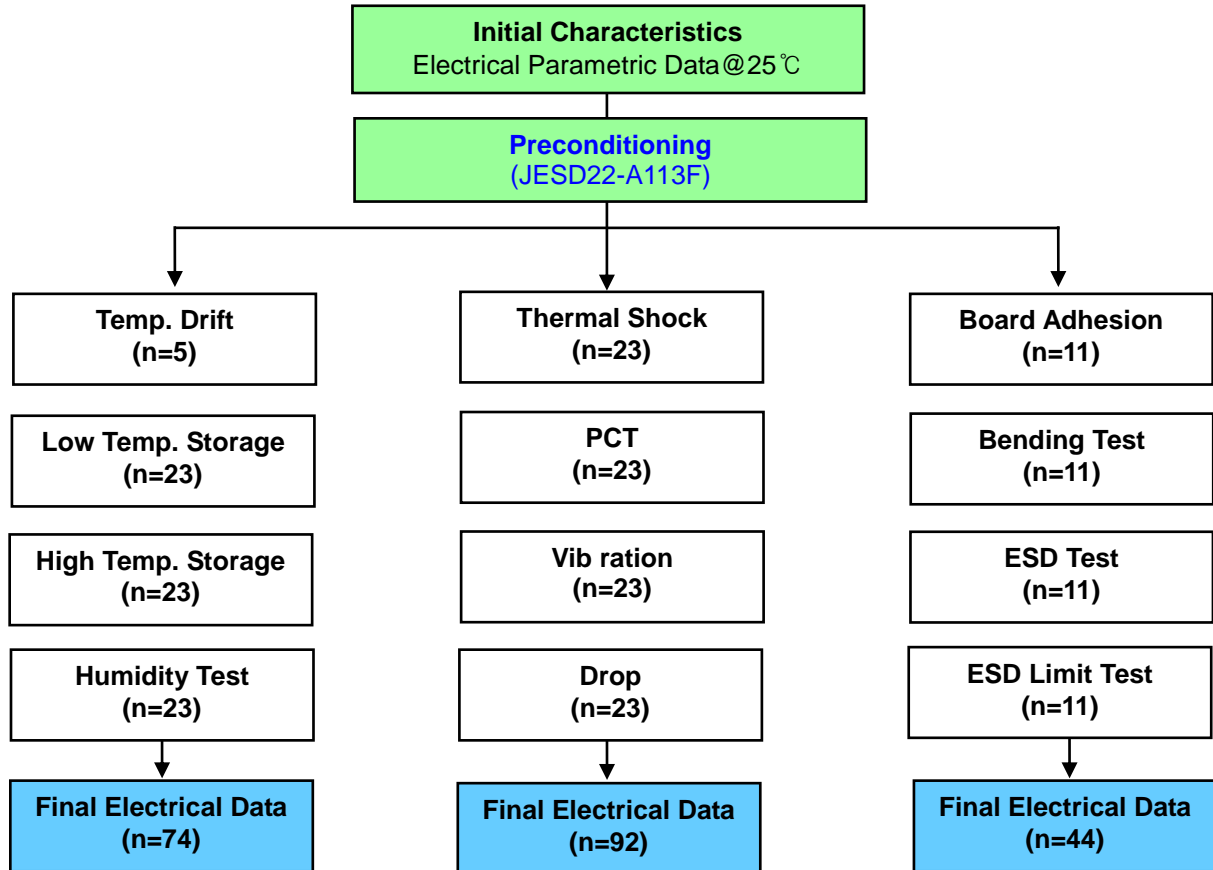 Initial Characteristics
Electrical Parametric Data@25℃
Preconditioning
(JESD22-A113F)
Temp. Drift
(n=5)
Low Temp. Storage
(n=23)
High Temp. Storage
(n=23)
Humidity Test
(n=23)
Final Electrical Data
(n=74)
Thermal Shock
(n=23)
PCT
(n=23)
Vib ration
(n=23)
Drop
(n=23)
Final Electrical Data
(n=92)
Board Adhesion
(n=11)
Bending Test
(n=11)
ESD Test
(n=11)
ESD Limit Test
(n=11)
Final Electrical Data
(n=44)